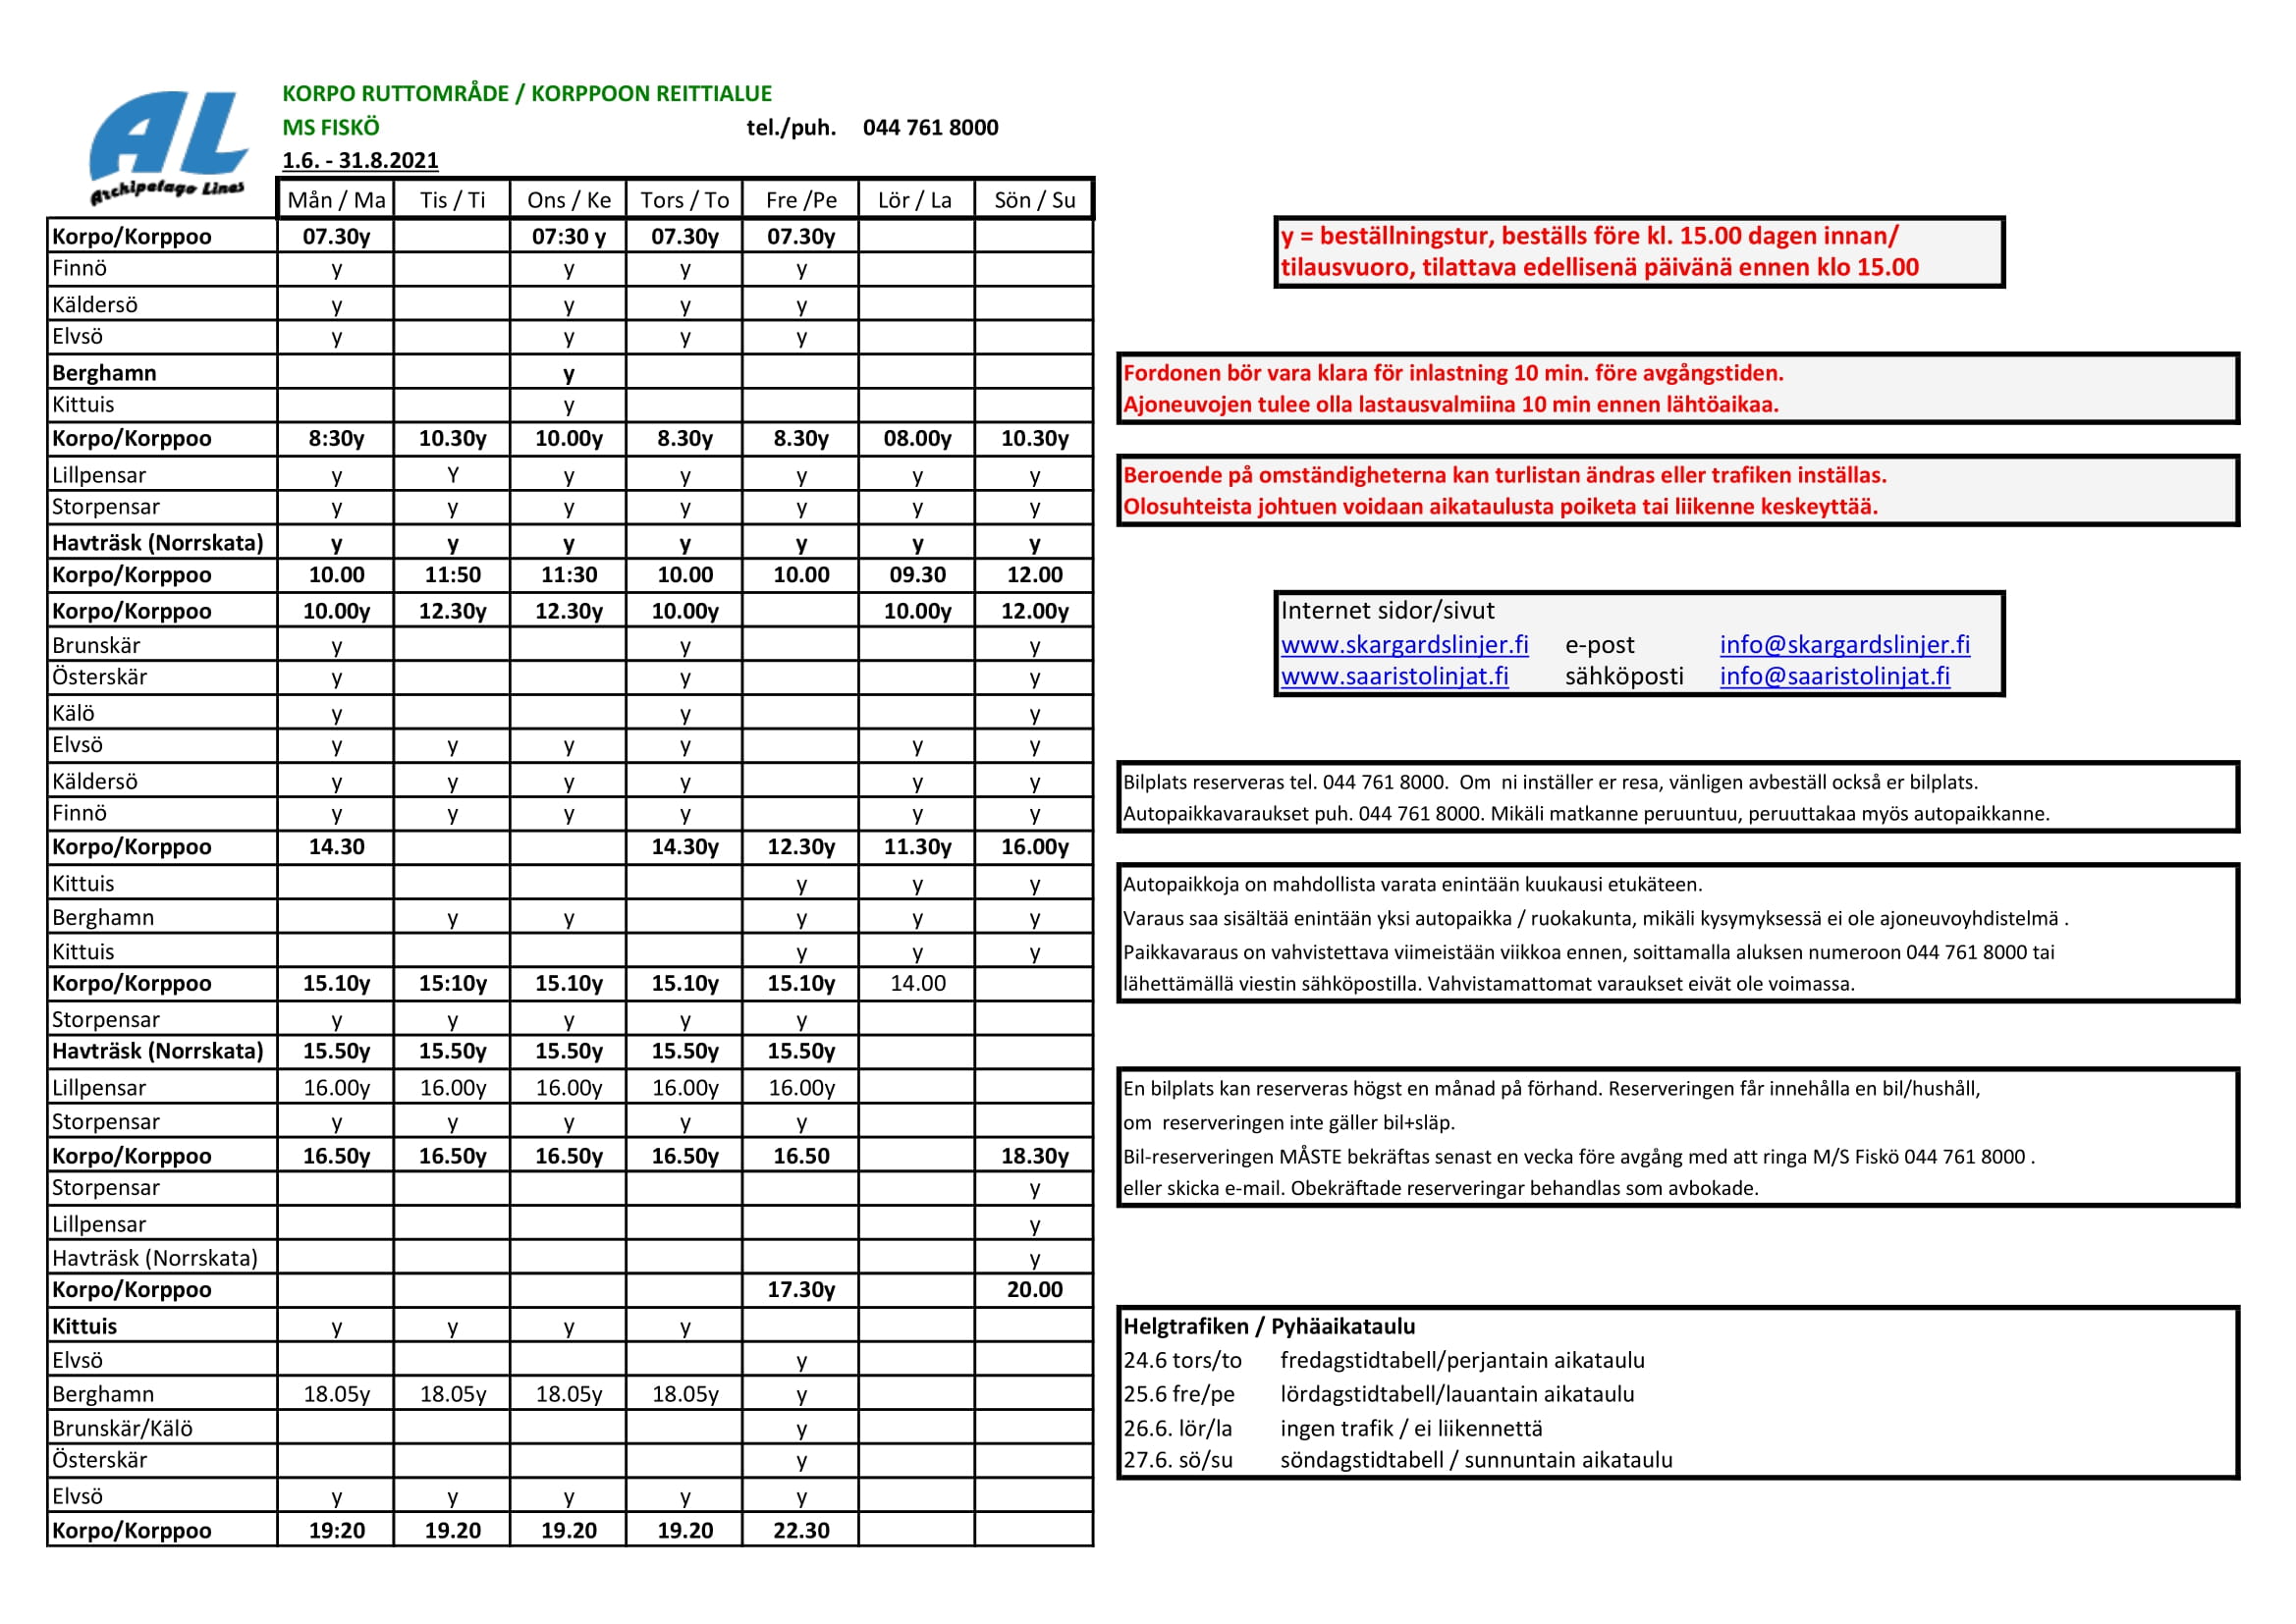 AL
Archipelago Lines
KORPO RUTTOMRÅDE / KORPPOON REITTIALUE
MS FISKÖ tel./puh. 044 761 8000
1.6. - 31.8.2021
Mån / Ma Tis / Ti Ons / Ke Tors / To Fre /Pe Lör / La Sön / Su
Korpo/Korppoo 07.30y 07:30 y 07.30y 07.30y
Finnö y y y y
Käldersö y y y y
Elvsö y y y y
Berghamn y
Kittuis y
Korpo/Korppoo 8:30y 10.30y 10.00y 8.30y 8.30y 08.00y 10.30y
Lillpensar y Y y y y y y
Storpensar y y y y y y y
Havträsk (Norrskata) y y y y y y y
Korpo/Korppoo 10.00 11:50 11:30 10.00 10.00 09.30 12.00
Korpo/Korppoo 10.00y 12.30y 12.30y 10.00y 10.00y 12.00y
Brunskär y y y
Österskär y y y
Kälö y y y
Elvsö y y y y y y
Käldersö y y y y y y
Finnö y y y y y y
Korpo/Korppoo 14.30 14.30y 12.30y 11.30y 16.00y
Kittuis y y y
Berghamn y y y y y
Kittuis y y y
Korpo/Korppoo 15.10y 15:10y 15.10y 15.10y 15.10y 14.00
Storpensar y y y y y
Havträsk (Norrskata) 15.50y 15.50y 15.50y 15.50y 15.50y
Lillpensar 16.00y 16.00y 16.00y 16.00y 16.00y
Storpensar y y y y y
Korpo/Korppoo 16.50y 16.50y 16.50y 16.50y 16.50 18.30y
Storpensar y
Lillpensar y
Havträsk (Norrskata) y
Korpo/Korppoo 17.30y 20.00
Kittuis y y y y
Elvsö y
Berghamn 18.05y 18.05y 18.05y 18.05y y
Brunskär/Kälö y
Österskär y
Elvsö y y y y y
Korpo/Korppoo 19:20 19.20 19.20 19.20 22.30
y = beställningstur, beställs före kl. 15.00 dagen innan/
tilausvuoro, tilattava edellisenä päivänä ennen klo 15.00
Fordonen bör vara klara för inlastning 10 min. före avgångstiden.
Ajoneuvojen tulee olla lastausvalmiina 10 min ennen lähtöaikaa.
Beroende på omständigheterna kan turlistan ändras eller trafiken inställas.
Olosuhteista johtuen voidaan aikataulusta poiketa tai liikenne keskeyttää.
Internet sidor/sivut
www.skargardslinjer.fi e-post info@skargardslinjer.fi
www.saaristolinjat.fi sähköposti info@saaristolinjat.fi
Bilplats reserveras tel. 044 761 8000. Om ni inställer er resa, vänligen avbeställ också er bilplats.
Autopaikkavaraukset puh. 044 761 8000. Mikäli matkanne peruuntuu, peruuttakaa myös autopaikkanne.
Autopaikkoja on mahdollista varata enintään kuukausi etukäteen.
Varaus saa sisältää enintään yksi autopaikka / ruokakunta, mikäli kysymyksessä ei ole ajoneuvoyhdistelmä .
Paikkavaraus on vahvistettava viimeistään viikkoa ennen, soittamalla aluksen numeroon 044 761 8000 tai
lähettämällä viestin sähköpostilla. Vahvistamattomat varaukset eivät ole voimassa.
En bilplats kan reserveras högst en månad på förhand. Reserveringen får innehålla en bil/hushåll,
om reserveringen inte gäller bil+släp.
Bil-reserveringen MÅSTE bekräftas senast en vecka före avgång med att ringa M/S Fiskö 044 761 8000 .
eller skicka e-mail. Obekräftade reserveringar behandlas som avbokade.
Helgtrafiken / Pyhäaikataulu
24.6 tors/to fredagstidtabell/perjantain aikataulu
25.6 fre/pe lördagstidtabell/lauantain aikataulu
26.6. lör/la ingen trafik / ei liikennettä
27.6. sö/su söndagstidtabell / sunnuntain aikataulu